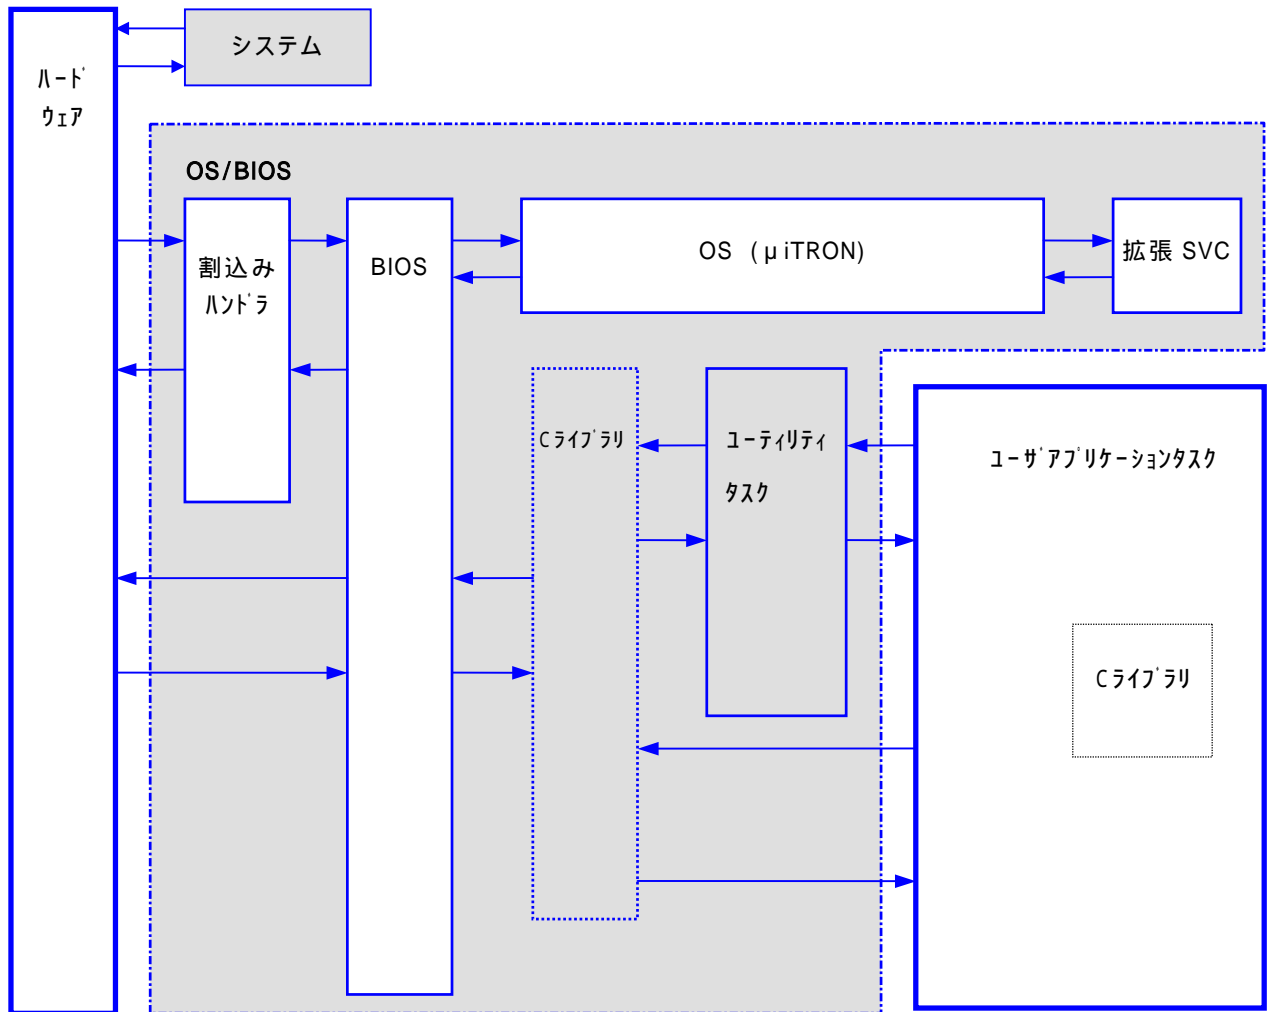 システム
ﾊｰﾄﾞ
ｳｪｱ
OS/BIOS
割込み
ﾊﾝﾄﾞﾗ
BIOS
OS (μiTRON)
拡張 SVC
Cﾗｲﾌﾞﾗﾘ
ﾕｰﾃｨﾘﾃｨ
ﾀｽｸ
ﾕｰｻﾞｱﾌﾟﾘｹｰｼｮﾝﾀｽｸ
Cﾗｲﾌﾞﾗﾘ